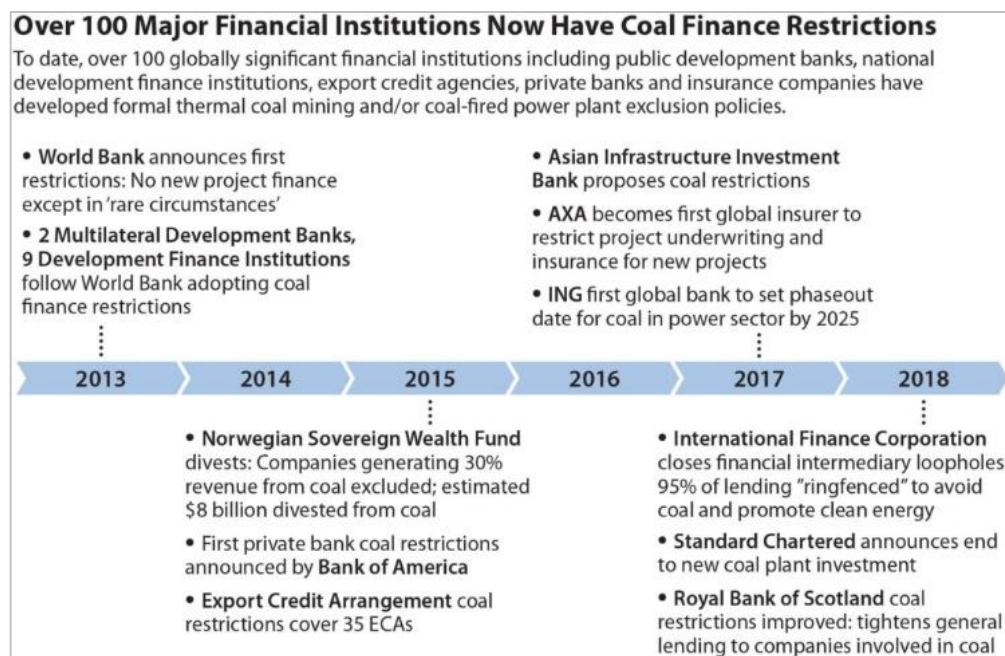 Over 100 Major Financial Institutions Now Have Coal Finance Restrictions
To date, over 100 globally significant financial institutions including public development banks, national
development finance institutions, export credit agencies, private banks and insurance companies have
developed formal thermal coal mining and/or coal-fired power plant exclusion policies.
• World Bank announces first
restrictions: No new project finance
except in ‘rare circumstances’
• 2 Multilateral Development Banks,
9 Development Finance Institutions
follow World Bank adopting coal
finance restrictions
• Asian Infrastructure Investment
Bank proposes coal restrictions
• AXA becomes first global insurer to
restrict project underwriting and
insurance for new projects
• ING first global bank to set phaseout
date for coal in power sector by 2025
2013 2014 2015 2016 2017 2018
• Norwegian Sovereign Wealth Fund
divests: Companies generating 30%
revenue from coal excluded; estimated
$8 billion divested from coal
• First private bank coal restrictions
announced by Bank of America
• Export Credit Arrangement coal
restrictions cover 35 ECAs
• International Finance Corporation
closes financial intermediary loopholes
95% of lending ”ringfenced” to avoid
coal and promote clean energy
• Standard Chartered announces end
to new coal plant investment
• Royal Bank of Scotland coal
restrictions improved: tightens general
lending to companies involved in coal